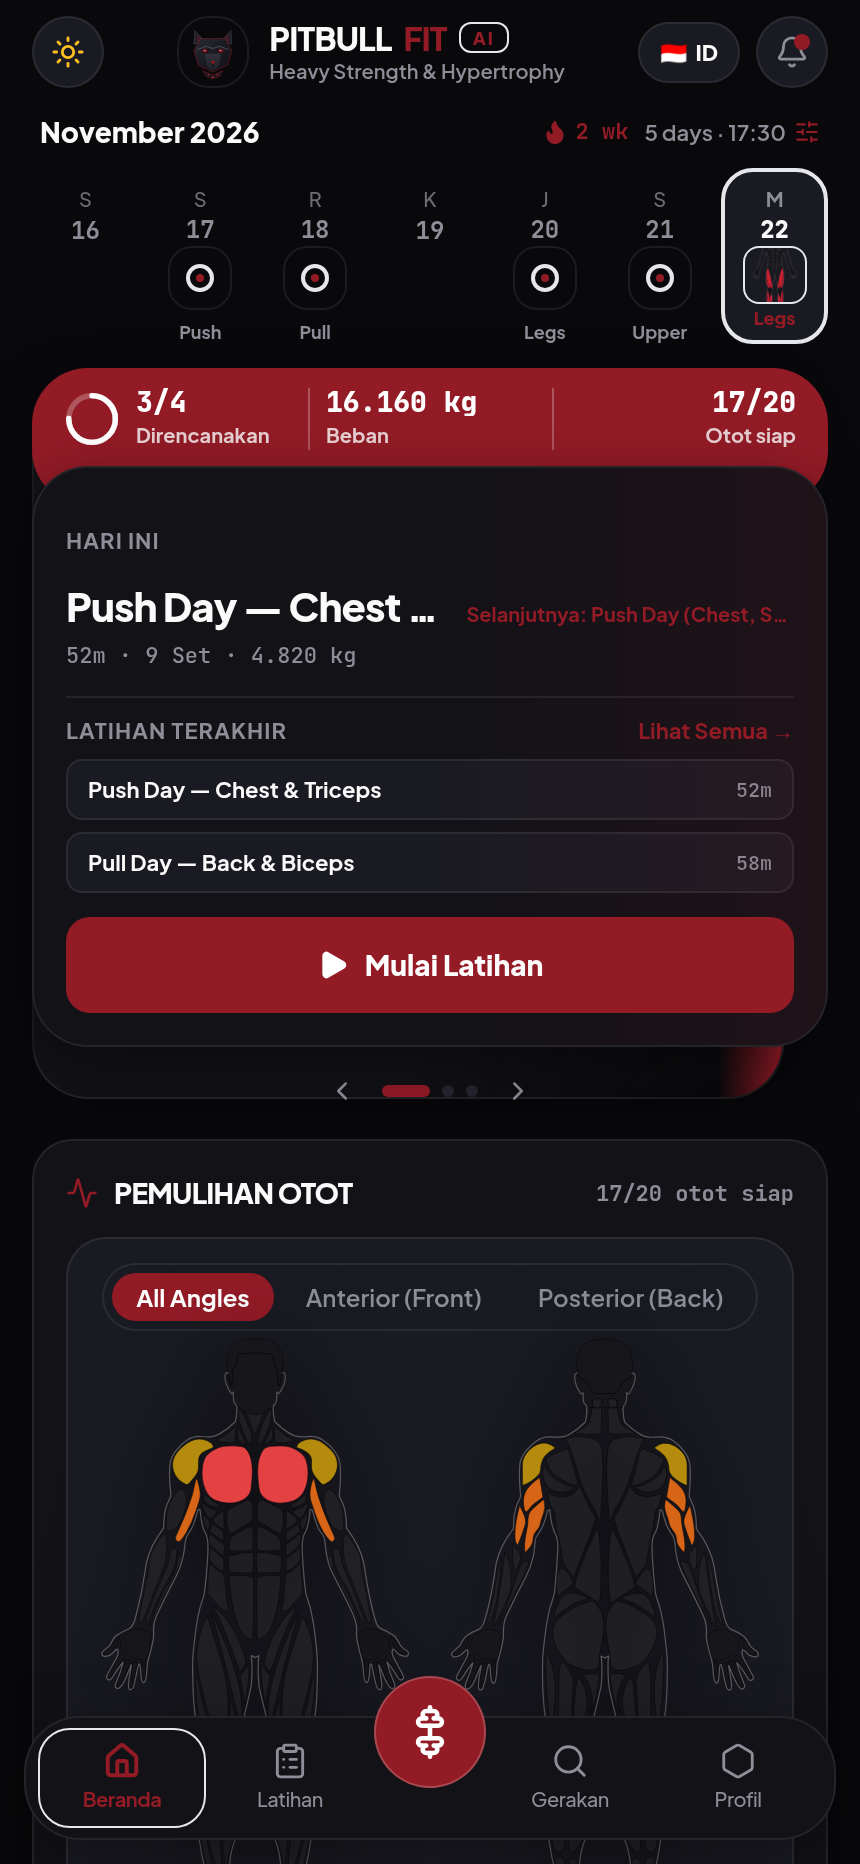 PITBULL FIT AI
Heavy Strength & Hypertrophy
ID
November 2026
2 wk
5 days · 17:30
S
16
S
17
Push
R
18
Pull
K
19
J
20
Legs
S
21
Upper
M
22
Legs
3/4
Direncanakan
16.160 kg
Beban
17/20
Otot siap
HARI INI
Push Day — Chest ...
Selanjutnya: Push Day (Chest, S...
52m · 9 Set · 4.820 kg
LATIHAN TERAKHIR
Lihat Semua →
Push Day — Chest & Triceps
52m
Pull Day — Back & Biceps
58m
Mulai Latihan
PEMULIHAN OTOT
17/20 otot siap
All Angles
Anterior (Front)
Posterior (Back)
Beranda
Latihan
Gerakan
Profil